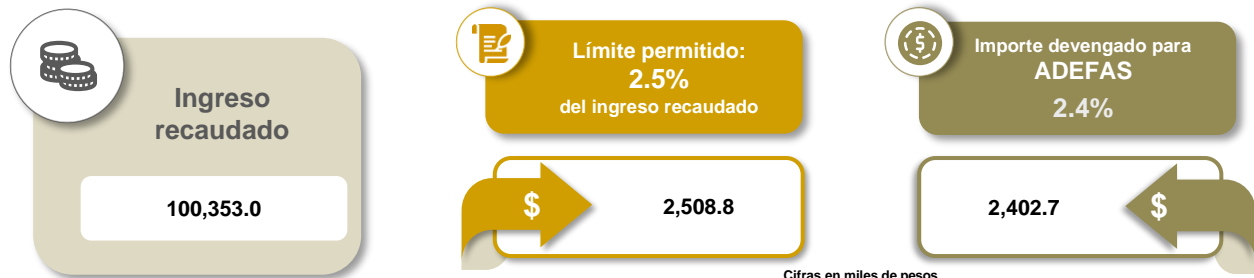 Ingreso
recaudado
100,353.0
Límite permitido:
2.5%
del ingreso recaudado
$
2,508.8
Importe devengado para
ADEFAS
2.4%
2,402.7
$
Cifras en miles de pesos